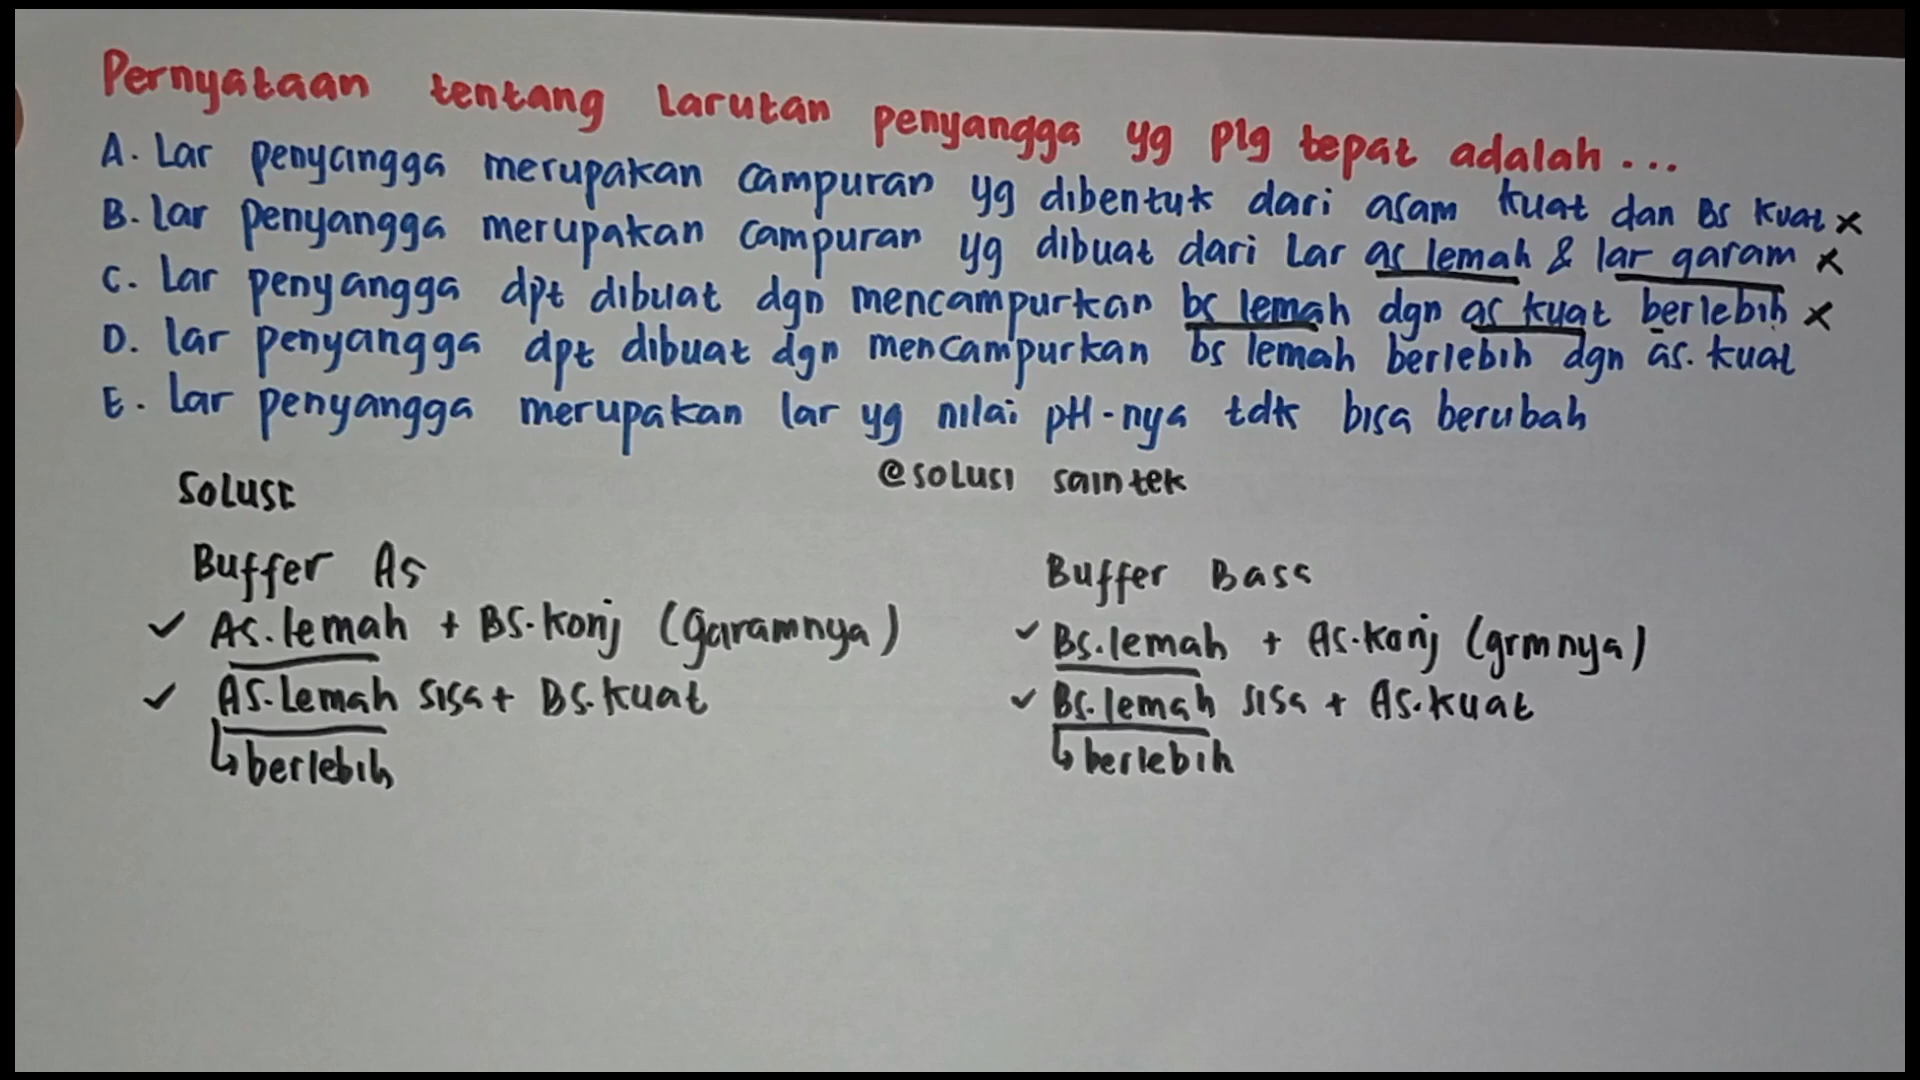 Pernyataan tentang Larutan penyangga yg plg tepat adalah ...
A. Lar penyangga merupakan campuran yg dibentuk dari asam kuat dan Bs kuat x
B. lar penyangga merupakan campuran yg dibuat dari Lar as lemah & lar garam x
C. Lar penyangga dpt dibuat dgn mencampurkan bs lemah dgn as kuat berlebih x
D. lar penyangga dpt dibuat dgn mencampurkan bs lemah berlebih dgn as. kuat
E. lar penyangga merupakan lar yg nilai pH-nya tdk bisa berubah
@solusi saintek
SOLUSI
Buffer As
✓ As.lemah + Bs.konj (garamnya)
✓ As.Lemah sisa + Bs.kuat
↳ berlebih
Buffer Basa
✓ Bs.lemah + As.konj (grmnya)
✓ Bs.lemah sisa + As.kuat
↳ berlebih